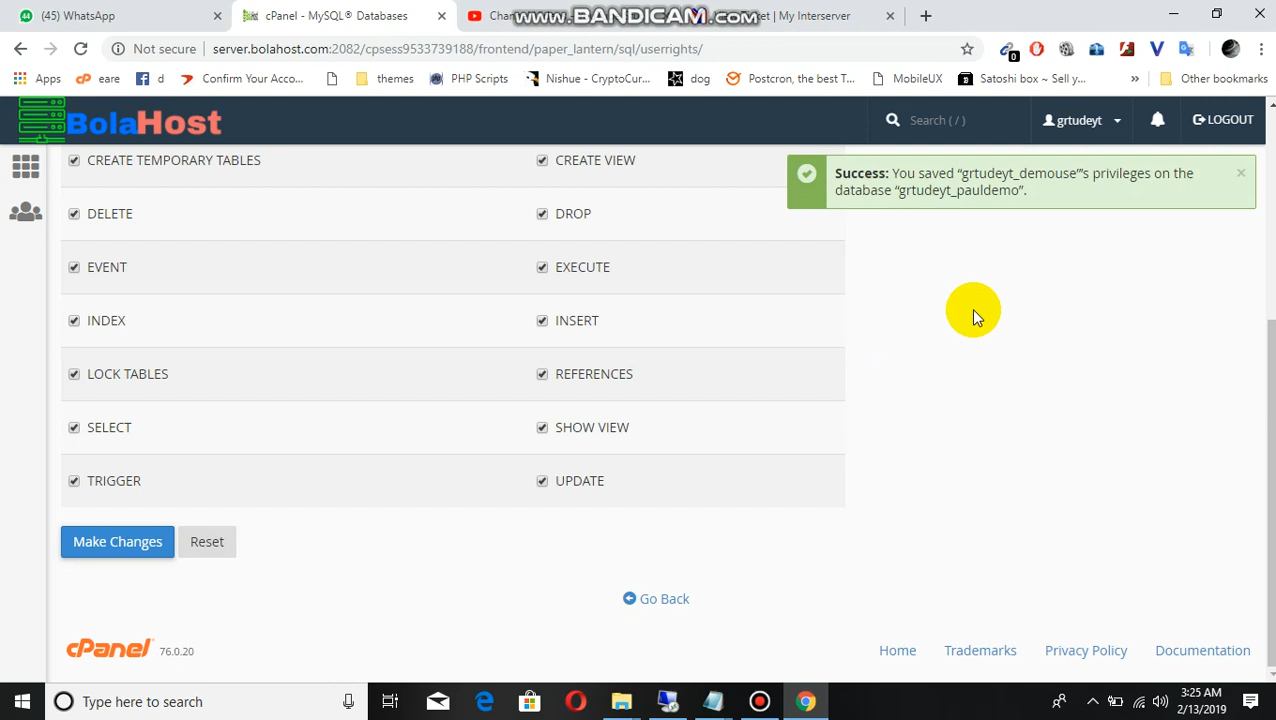 (45) WhatsApp
cPanel - MySQL® Databases
www.BANDICAM.com
ket | My Interserver
Not secure
server.bolahost.com:2082/cpsess9533739188/frontend/paper_lantern/sql/userrights/
0
Apps
eare
d
Confirm Your Acco...
themes
PHP Scripts
Nishue - CryptoCur...
dog
Postcron, the best T...
MobileUX
Satoshi box ~ Sell y...
»
Other bookmarks
BolaHost
Search ( / )
grtudeyt
LOGOUT
CREATE TEMPORARY TABLES
CREATE VIEW
Success: You saved “grtudeyt_demouse”’s privileges on the
database “grtudeyt_pauldemo”.
DELETE
DROP
EVENT
EXECUTE
INDEX
INSERT
LOCK TABLES
REFERENCES
SELECT
SHOW VIEW
TRIGGER
UPDATE
Make Changes
Reset
Go Back
cPanel 76.0.20
Home
Trademarks
Privacy Policy
Documentation
Type here to search
3:25 AM
2/13/2019